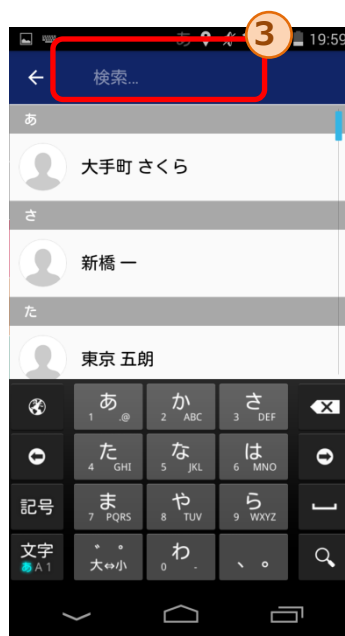 あ
3
19:59
検索...
あ
大手町 さくら
さ
新橋 一
た
東京 五朗
あ 1 .@
か 2 ABC
さ 3 DEF
た 4 GHI
な 5 JKL
は 6 MNO
記号
ま 7 PQRS
や 8 TUV
ら 9 WXYZ
文字 あA1
゛゜ 大⇔小
わ 0 -
、。